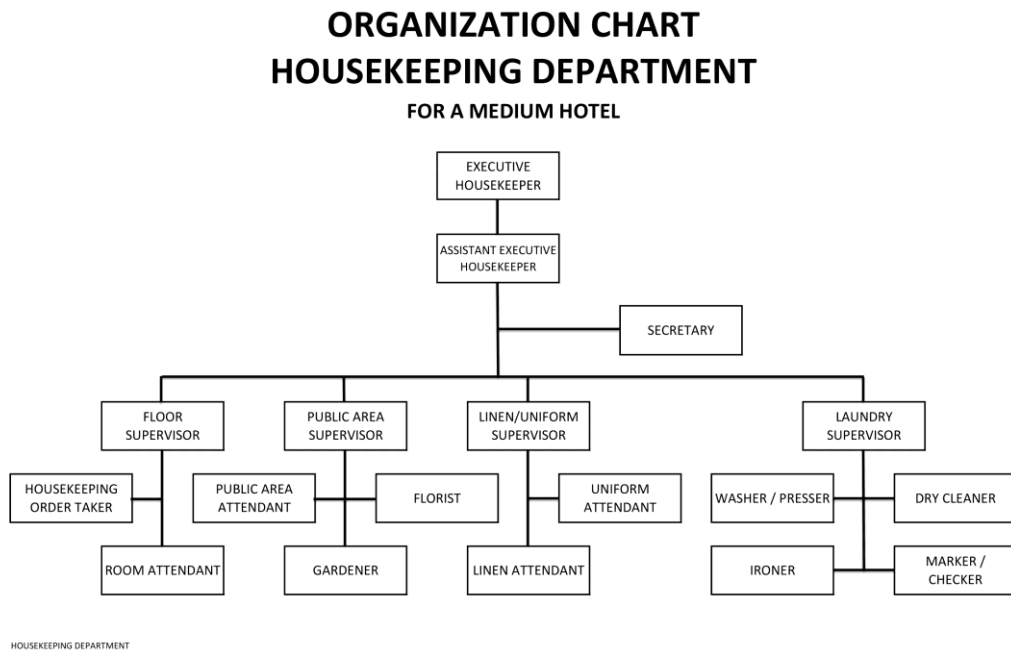 ORGANIZATION CHART
HOUSEKEEPING DEPARTMENT
FOR A MEDIUM HOTEL
EXECUTIVE
HOUSEKEEPER
ASSISTANT EXECUTIVE
HOUSEKEEPER
SECRETARY
FLOOR
SUPERVISOR
PUBLIC AREA
SUPERVISOR
LINEN/UNIFORM
SUPERVISOR
LAUNDRY
SUPERVISOR
HOUSEKEEPING
ORDER TAKER
PUBLIC AREA
ATTENDANT
FLORIST
UNIFORM
ATTENDANT
WASHER / PRESSER
DRY CLEANER
ROOM ATTENDANT
GARDENER
LINEN ATTENDANT
IRONER
MARKER /
CHECKER
HOUSEKEEPING DEPARTMENT